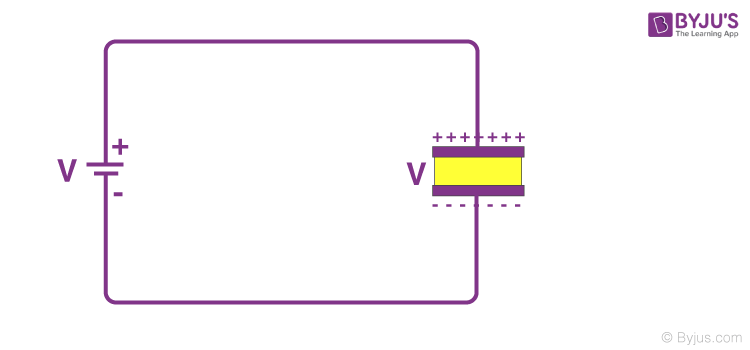 BYJU'S
The Learning App
+ + + + + + +
+
V
V
-
- - - - - - -
© Byjus.com